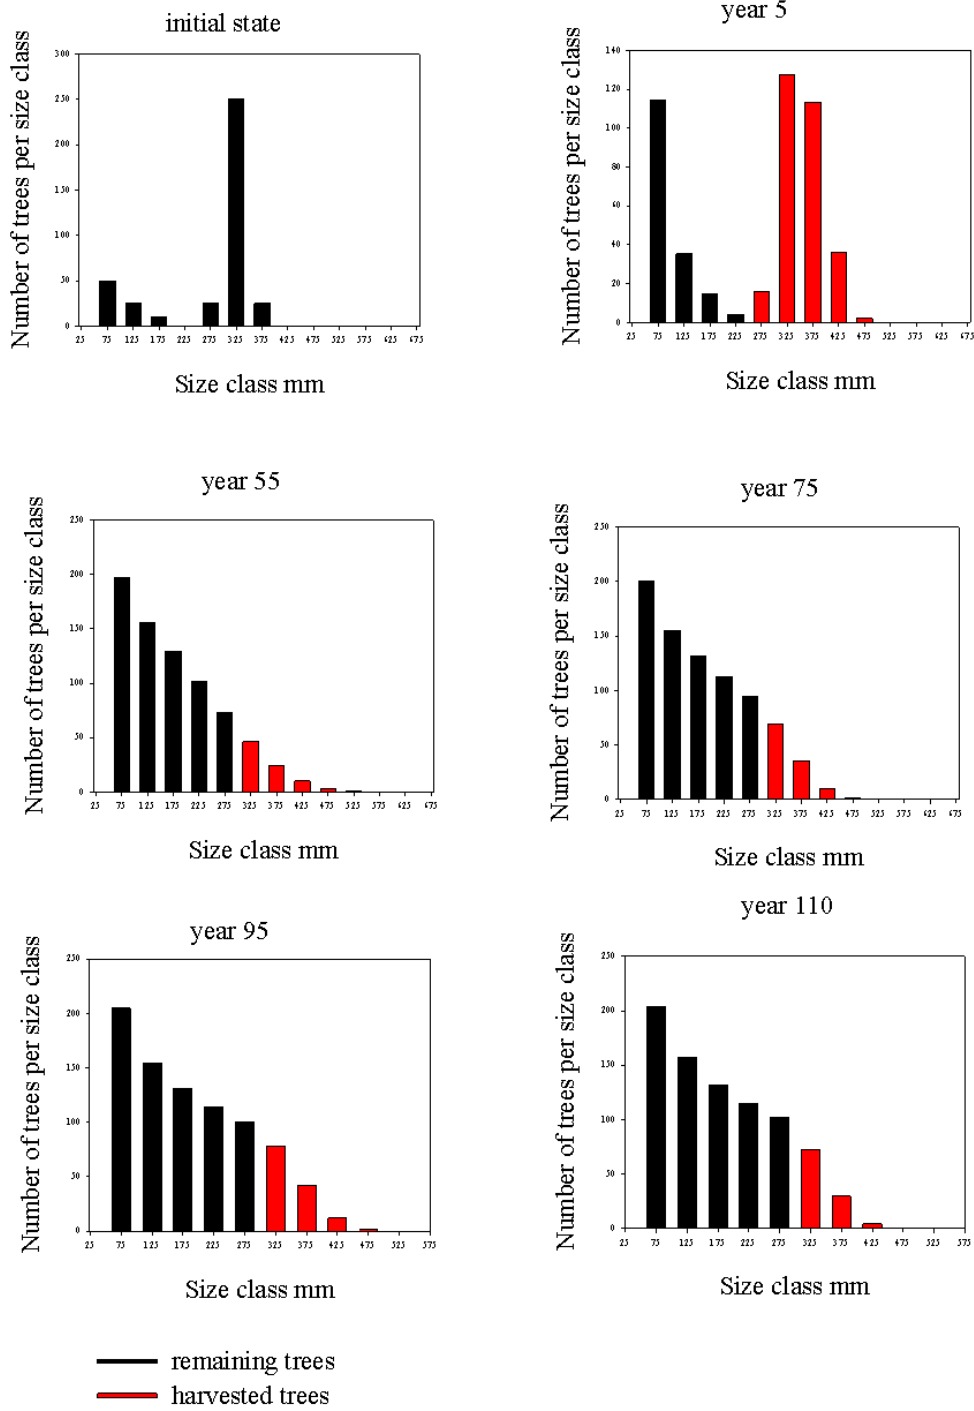 initial state
Number of trees per size class
300
250
200
150
100
50
0
25 75 125 175 225 275 325 375 425 475 525 575 625 675
Size class mm
year 5
Number of trees per size class
140
120
100
80
60
40
20
0
25 75 125 175 225 275 325 375 425 475 525 575 625 675
Size class mm
year 55
Number of trees per size class
250
200
150
100
50
0
25 75 125 175 225 275 325 375 425 475 525 575 625 675
Size class mm
year 75
Number of trees per size class
250
200
150
100
50
0
25 75 125 175 225 275 325 375 425 475 525 575 625 675
Size class mm
year 95
Number of trees per size class
250
200
150
100
50
0
25 75 125 175 225 275 325 375 425 475 525 575
Size class mm
year 110
Number of trees per size class
250
200
150
100
50
0
25 75 125 175 225 275 325 375 425 475 525 575
Size class mm
remaining trees
harvested trees